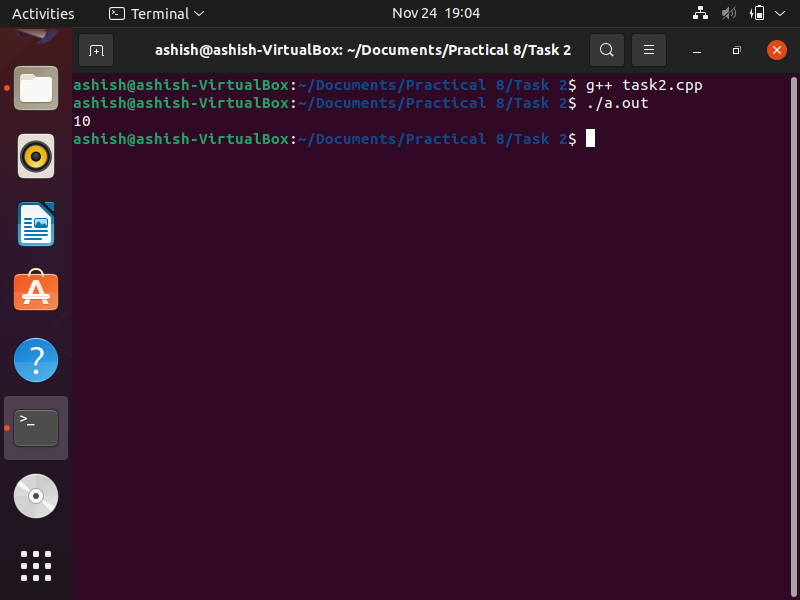 Activities Terminal Nov 24 19:04
ashish@ashish-VirtualBox: ~/Documents/Practical 8/Task 2
ashish@ashish-VirtualBox:~/Documents/Practical 8/Task 2$ g++ task2.cpp
ashish@ashish-VirtualBox:~/Documents/Practical 8/Task 2$ ./a.out
10
ashish@ashish-VirtualBox:~/Documents/Practical 8/Task 2$